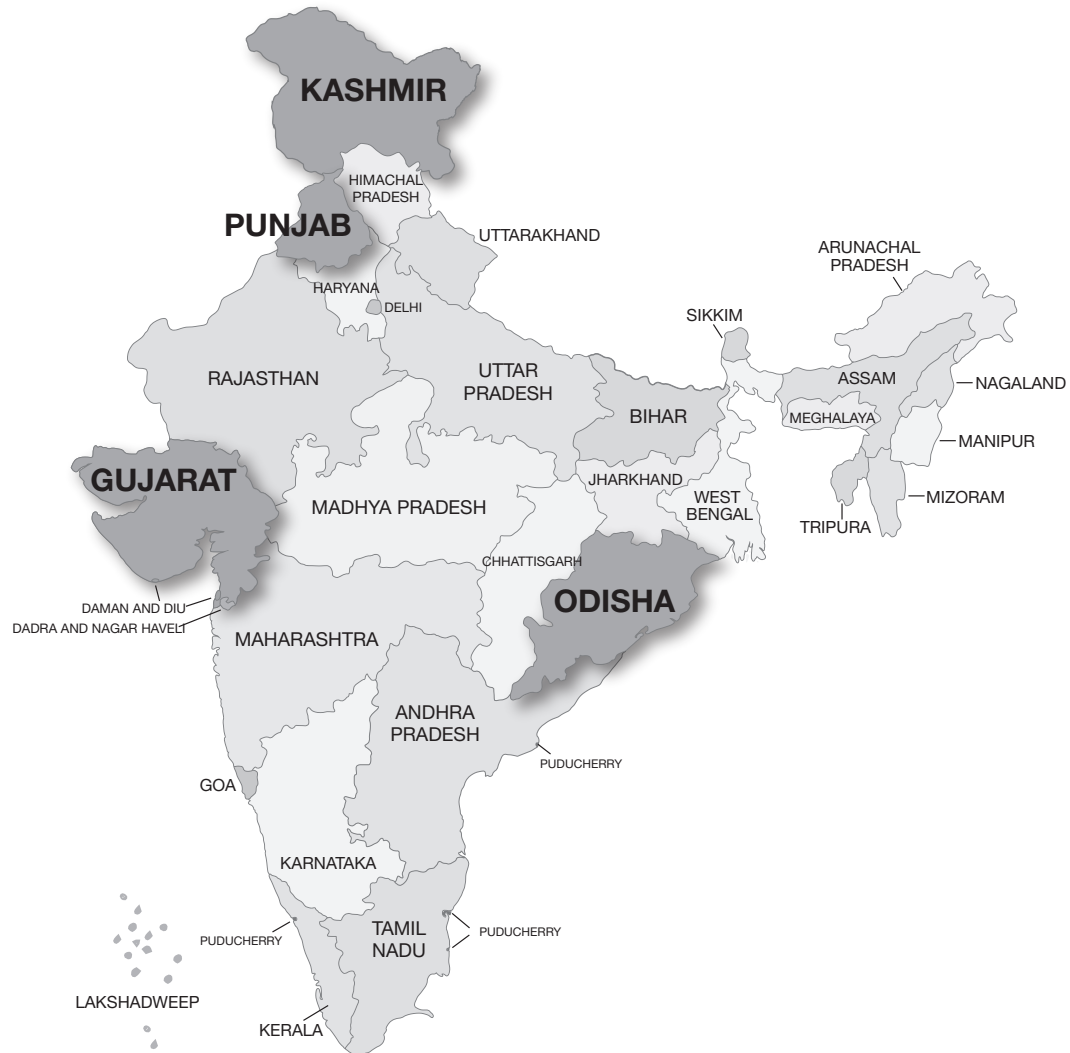 KASHMIR
HIMACHAL
PRADESH
PUNJAB
UTTARAKHAND
ARUNACHAL
PRADESH
HARYANA
DELHI
SIKKIM
RAJASTHAN
UTTAR
PRADESH
BIHAR
ASSAM
NAGALAND
MEGHALAYA
MANIPUR
GUJARAT
MADHYA PRADESH
JHARKHAND
WEST
BENGAL
MIZORAM
TRIPURA
CHHATTISGARH
ODISHA
DAMAN AND DIU
DADRA AND NAGAR HAVELI
MAHARASHTRA
ANDHRA
PRADESH
PUDUCHERRY
GOA
KARNATAKA
PUDUCHERRY
TAMIL
NADU
PUDUCHERRY
LAKSHADWEEP
KERALA